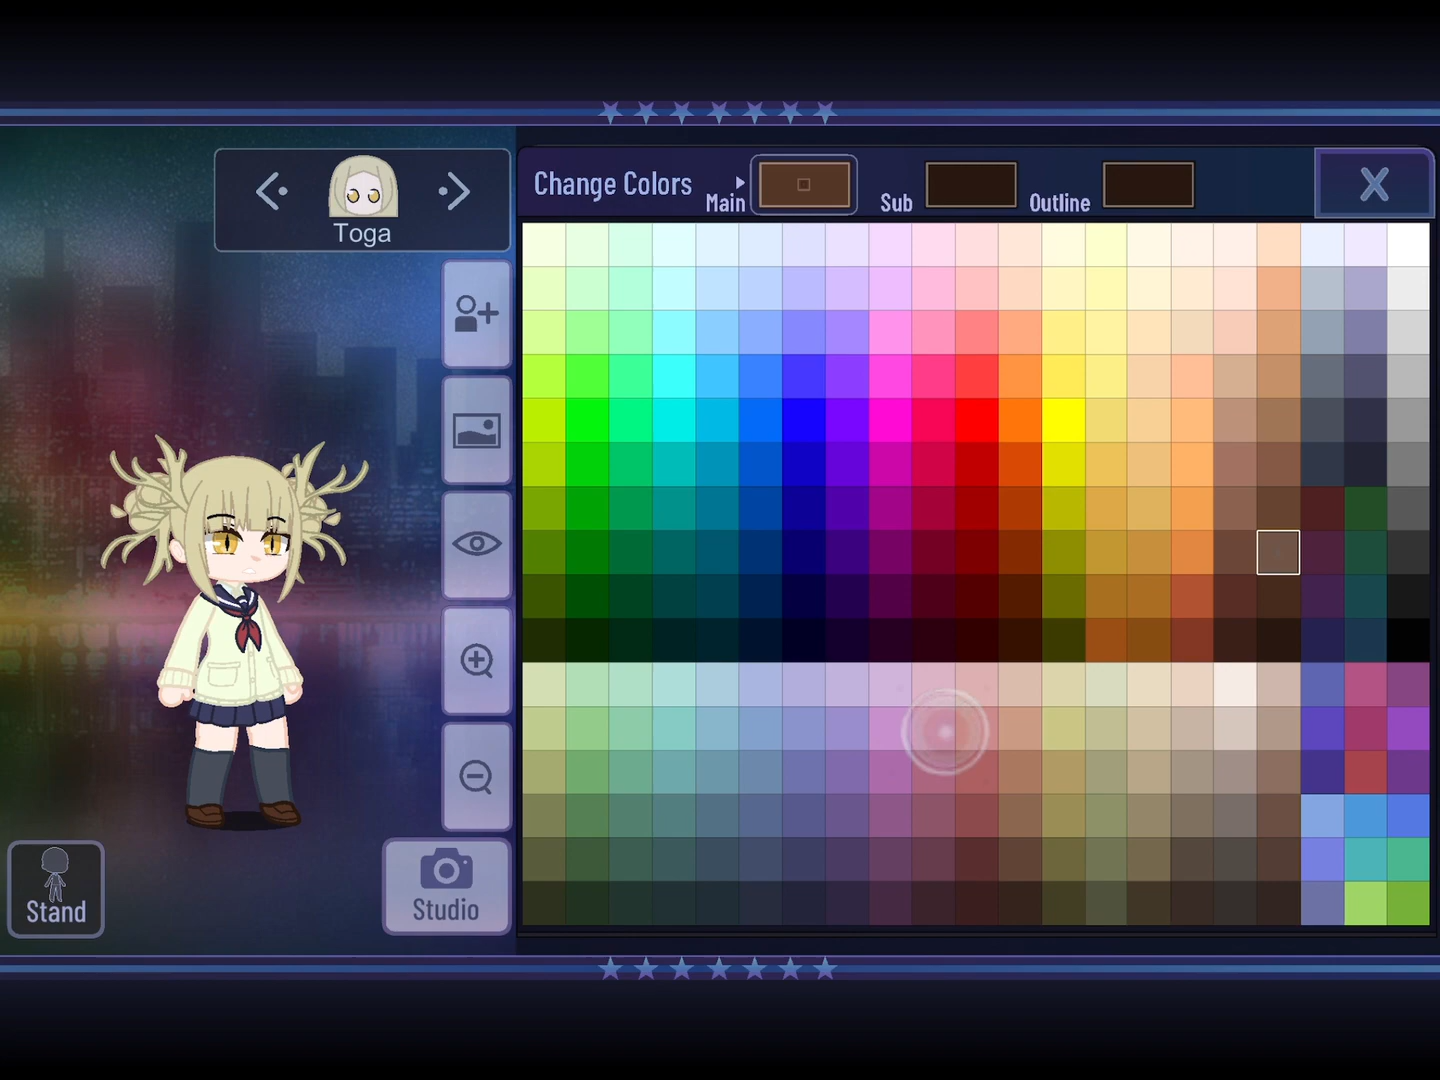 Toga
Change Colors
Main
Sub
Outline
X
Stand
Studio